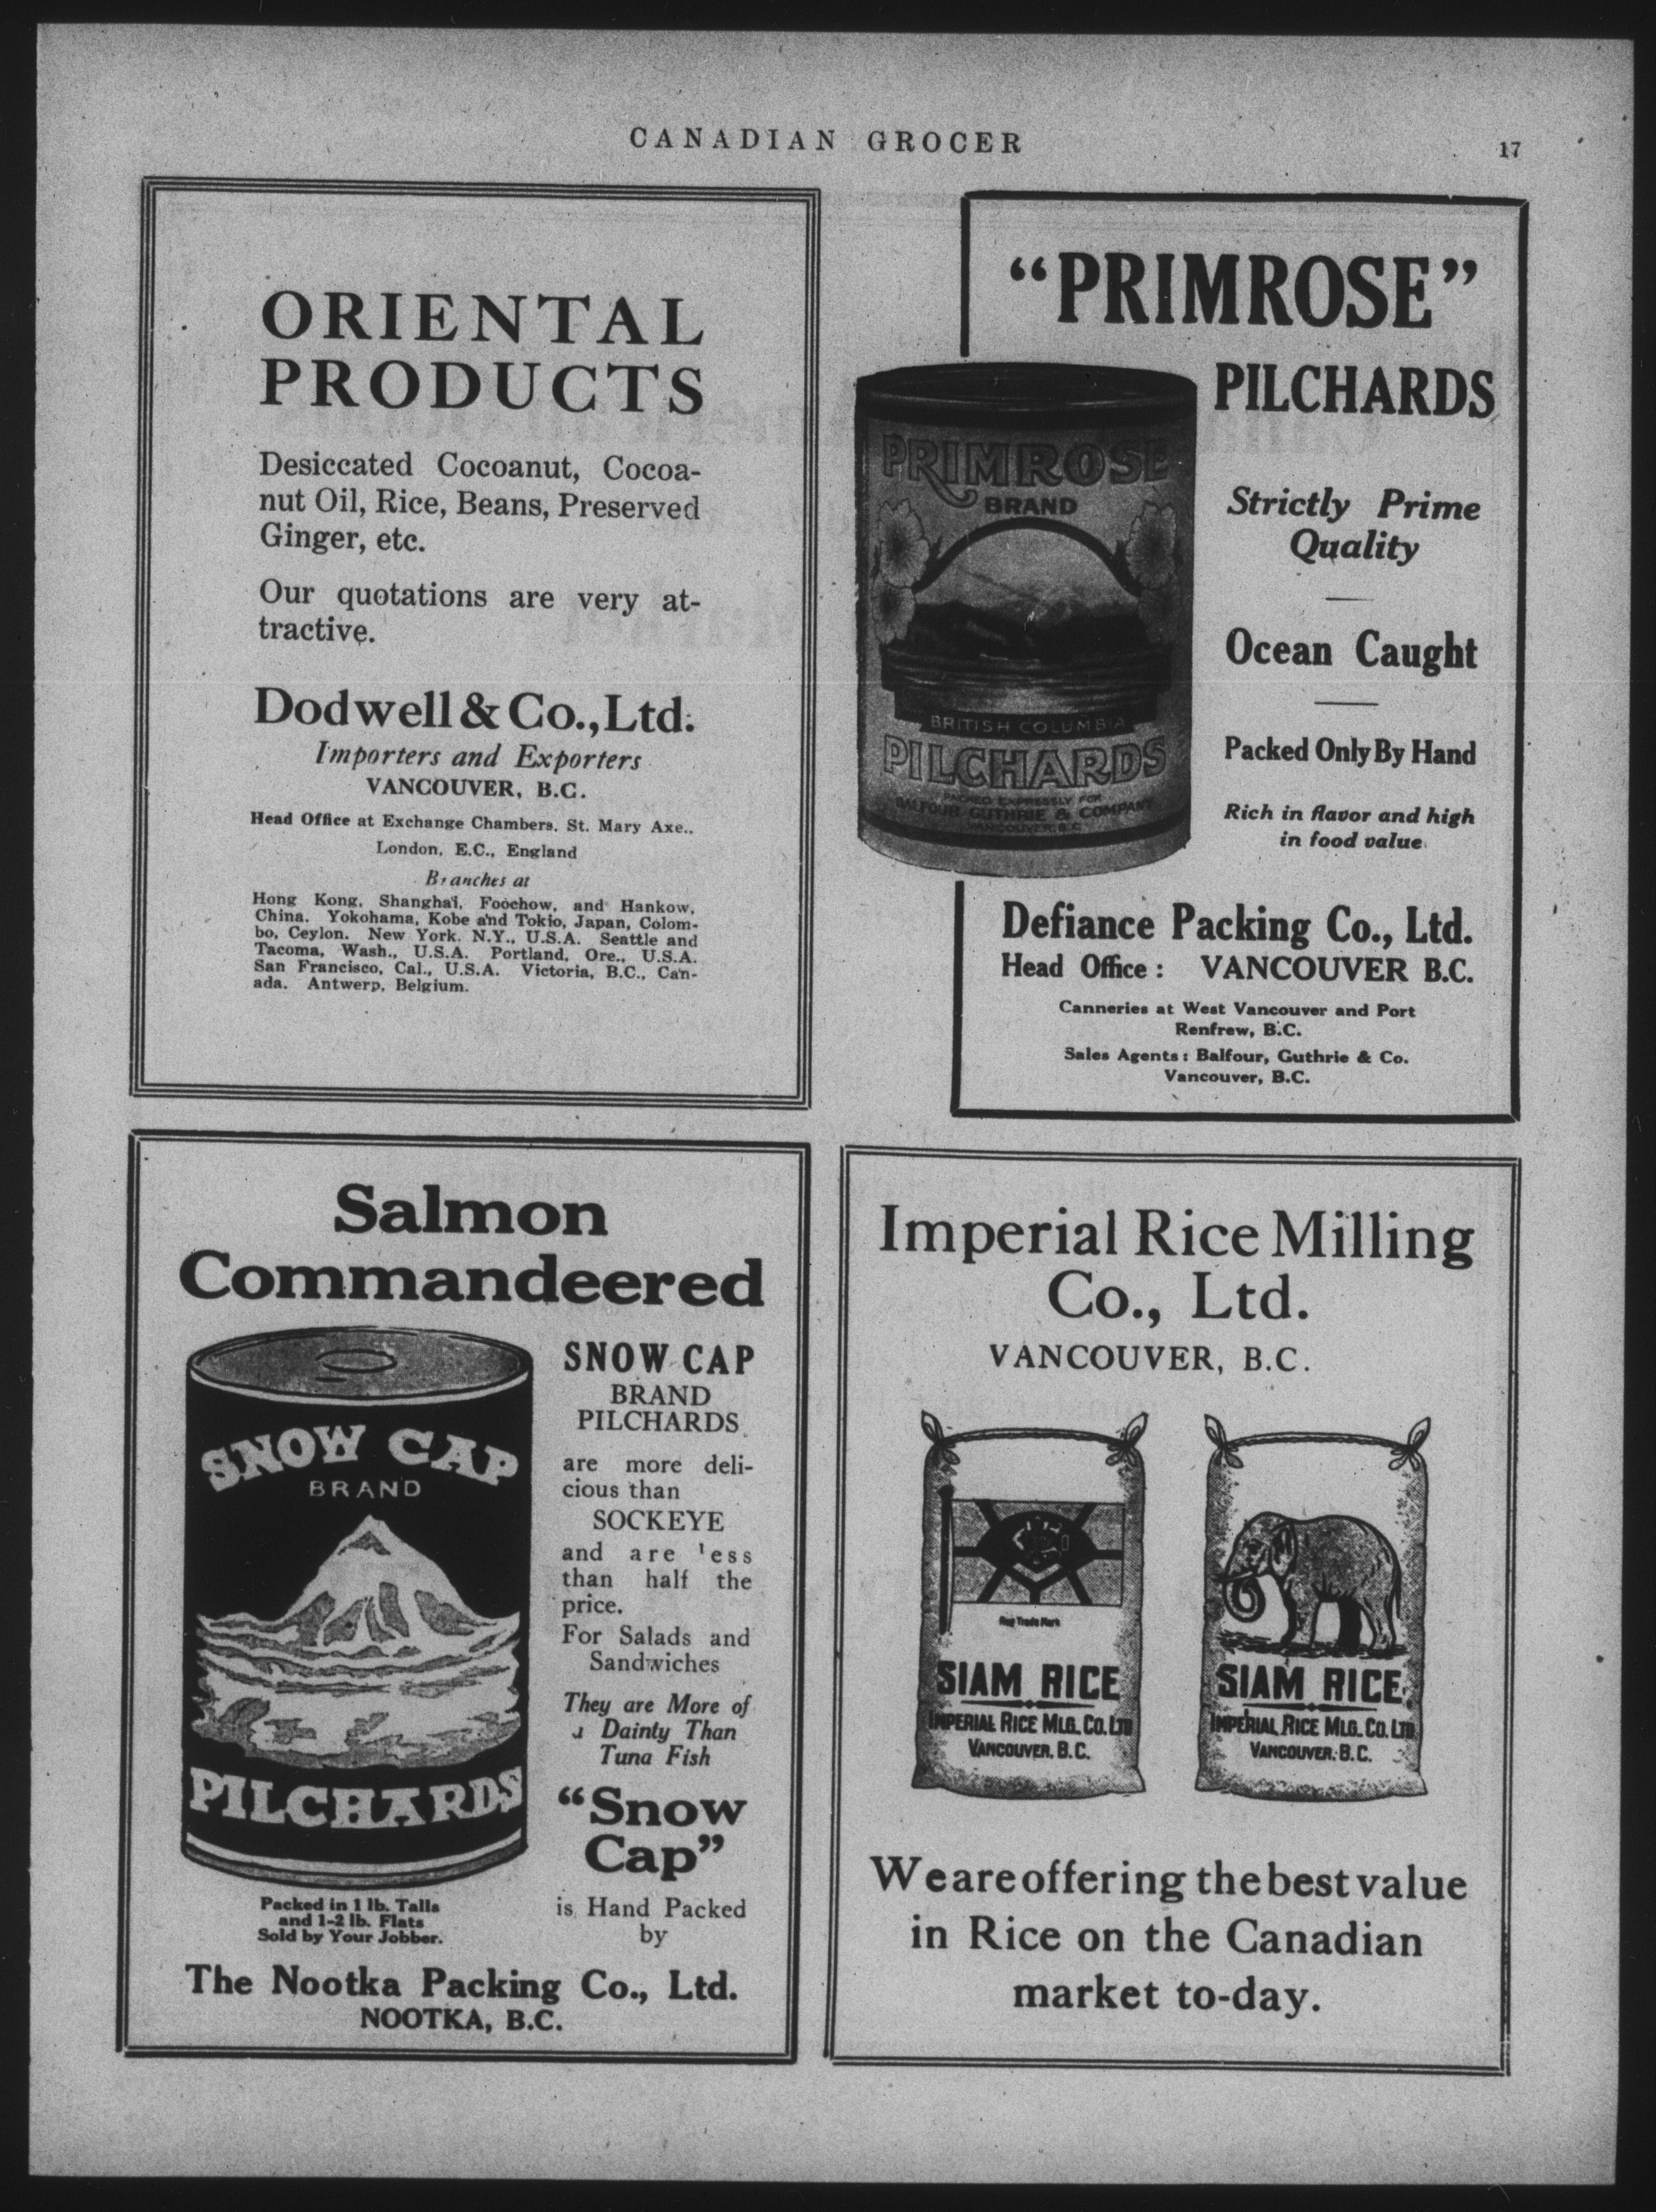 CANADIAN GROCER
17
ORIENTAL
PRODUCTS
Desiccated Cocoanut, Cocoa-
nut Oil, Rice, Beans, Preserved
Ginger, etc.
Our quotations are very at-
tractive.
Dodwell & Co., Ltd.
Importers and Exporters
VANCOUVER, B.C.
Head Office at Exchange Chambers, St. Mary Axe.,
London, E.C., England
Branches at
Hong Kong, Shanghai, Foochow, and Hankow,
China. Yokohama, Kobe and Tokio, Japan, Colom-
bo, Ceylon. New York, N.Y., U.S.A. Seattle and
Tacoma, Wash., U.S.A. Portland, Ore., U.S.A.
San Francisco, Cal., U.S.A. Victoria, B.C., Can-
ada. Antwerp, Belgium.
"PRIMROSE"
PILCHARDS
PRIMROSE
BRAND
BRITISH COLUMBIA
PILCHARDS
PACKED EXPRESSLY FOR
BALFOUR GUTHRIE & COMPANY
VANCOUVER, B.C.
Strictly Prime
Quality
Ocean Caught
Packed Only By Hand
Rich in flavor and high
in food value.
Defiance Packing Co., Ltd.
Head Office : VANCOUVER B.C.
Canneries at West Vancouver and Port
Renfrew, B.C.
Sales Agents : Balfour, Guthrie & Co.
Vancouver, B.C.
Salmon
Commandeered
SNOW CAP
BRAND
PILCHARDS
Packed in 1 lb. Talls
and 1-2 lb. Flats
Sold by Your Jobber.
SNOW CAP
BRAND
PILCHARDS
are more deli-
cious than
SOCKEYE
and are less
than half the
price.
For Salads and
Sandwiches
They are More of
a Dainty Than
Tuna Fish
"Snow
Cap"
is Hand Packed
by
The Nootka Packing Co., Ltd.
NOOTKA, B.C.
Imperial Rice Milling
Co., Ltd.
VANCOUVER, B.C.
Reg Trade Mark
SIAM RICE
IMPERIAL RICE MLG. CO. LTD
VANCOUVER, B.C.
SIAM RICE
IMPERIAL RICE MLG. CO. LTD
VANCOUVER, B.C.
We are offering the best value
in Rice on the Canadian
market to-day.